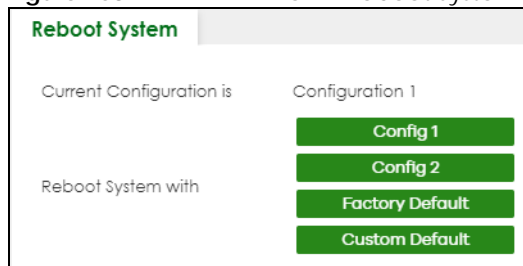 Reboot System
Current Configuration is Configuration 1
Config 1
Config 2
Reboot System with
Factory Default
Custom Default